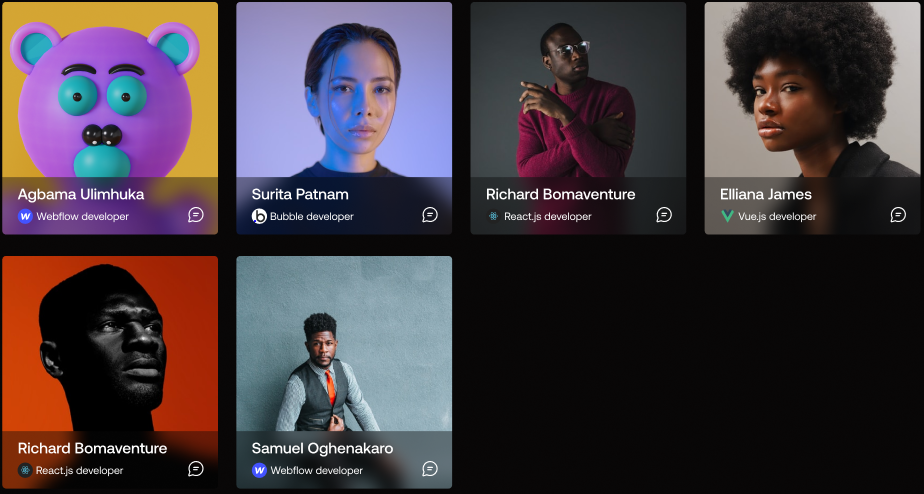 Agbama Ulimhuka
Webflow developer
Surita Patnam
Bubble developer
Richard Bomaventure
React.js developer
Elliana James
Vue.js developer
Richard Bomaventure
React.js developer
Samuel Oghenakaro
Webflow developer